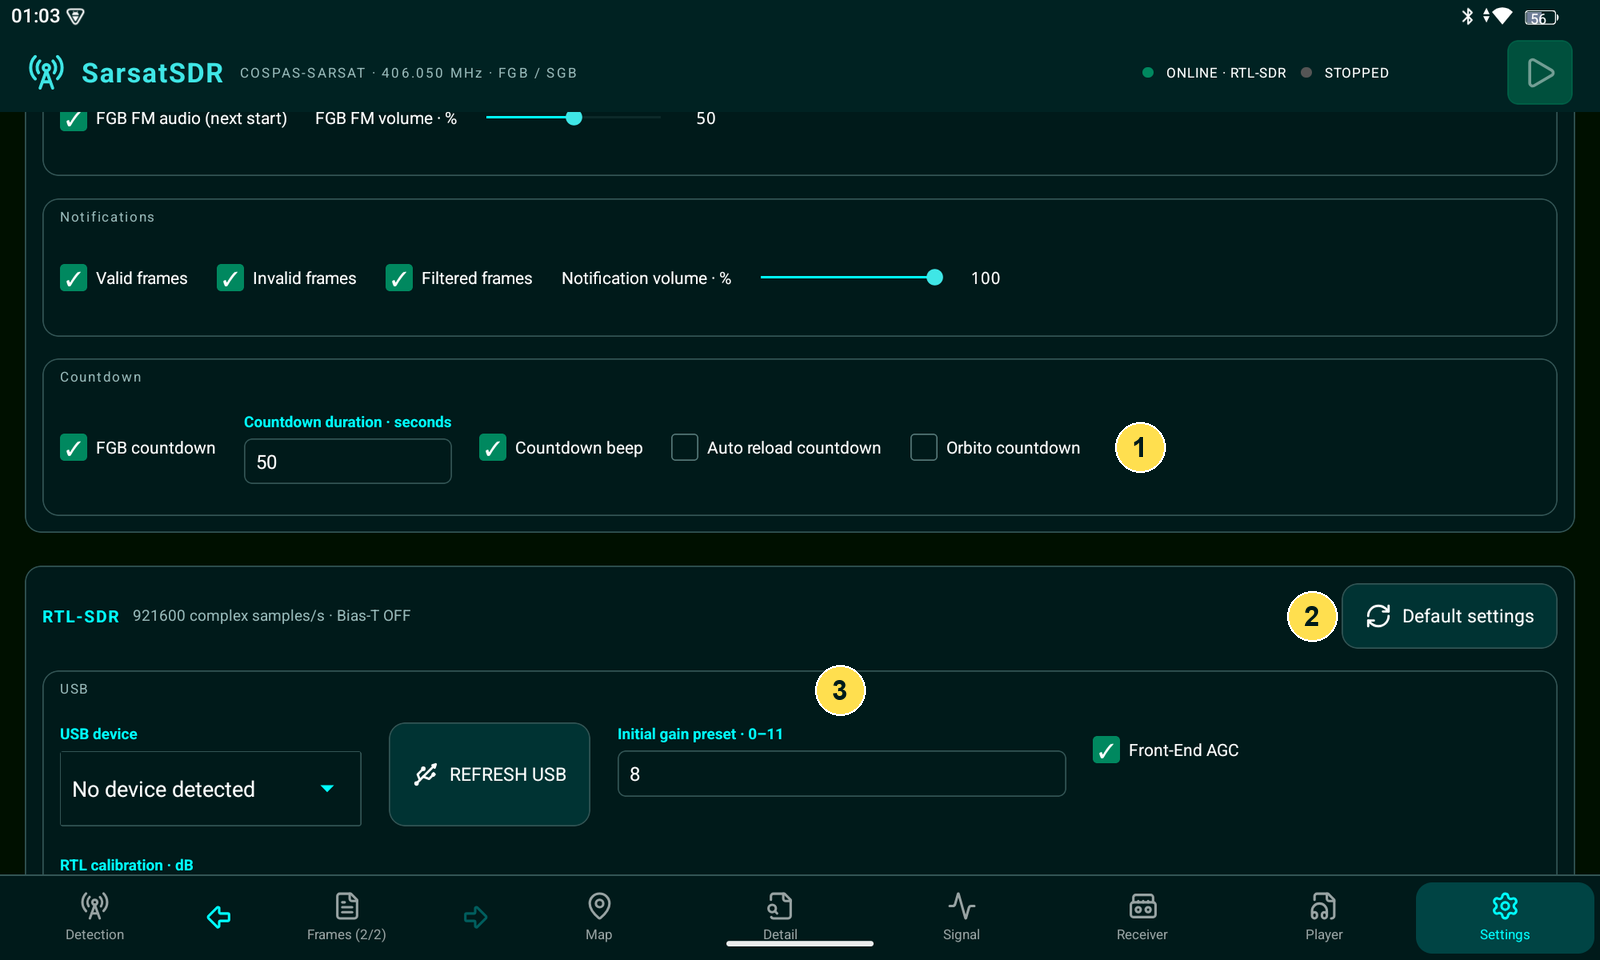 01:03
56
SarsatSDR COSPAS-SARSAT · 406.050 MHz · FGB / SGB ONLINE · RTL-SDR STOPPED
✓ FGB FM audio (next start) FGB FM volume · % 50
Notifications
✓ Valid frames ✓ Invalid frames ✓ Filtered frames Notification volume · % 100
Countdown
Countdown duration · seconds
✓ FGB countdown 50 ✓ Countdown beep Auto reload countdown Orbito countdown 1
RTL-SDR 921600 complex samples/s · Bias-T OFF 2 Default settings
USB 3
USB device Initial gain preset · 0–11
No device detected REFRESH USB 8 ✓ Front-End AGC
RTL calibration · dB
Detection Frames (2/2) Map Detail Signal Receiver Player Settings